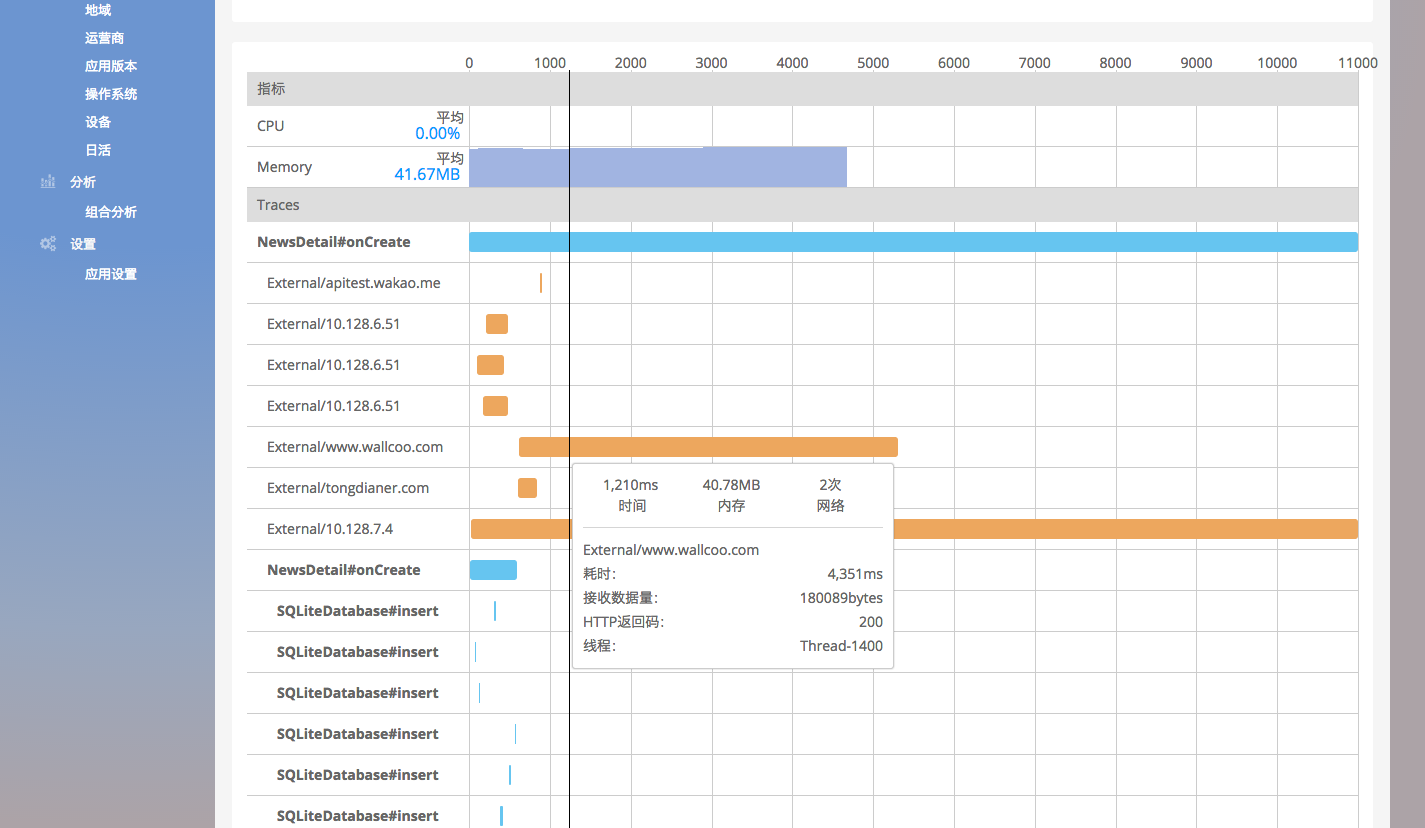 地域
运营商
应用版本
操作系统
设备
日活
分析
组合分析
设置
应用设置
0 1000 2000 3000 4000 5000 6000 7000 8000 9000 10000 11000
指标
CPU 平均 0.00%
Memory 平均 41.67MB
Traces
NewsDetail#onCreate
External/apitest.wakao.me
External/10.128.6.51
External/10.128.6.51
External/10.128.6.51
External/www.wallcoo.com
External/tongdianer.com
External/10.128.7.4
NewsDetail#onCreate
SQLiteDatabase#insert
SQLiteDatabase#insert
SQLiteDatabase#insert
SQLiteDatabase#insert
SQLiteDatabase#insert
SQLiteDatabase#insert
1,210ms 40.78MB 2次
时间 内存 网络
External/www.wallcoo.com
耗时: 4,351ms
接收数据量: 180089bytes
HTTP返回码: 200
线程: Thread-1400